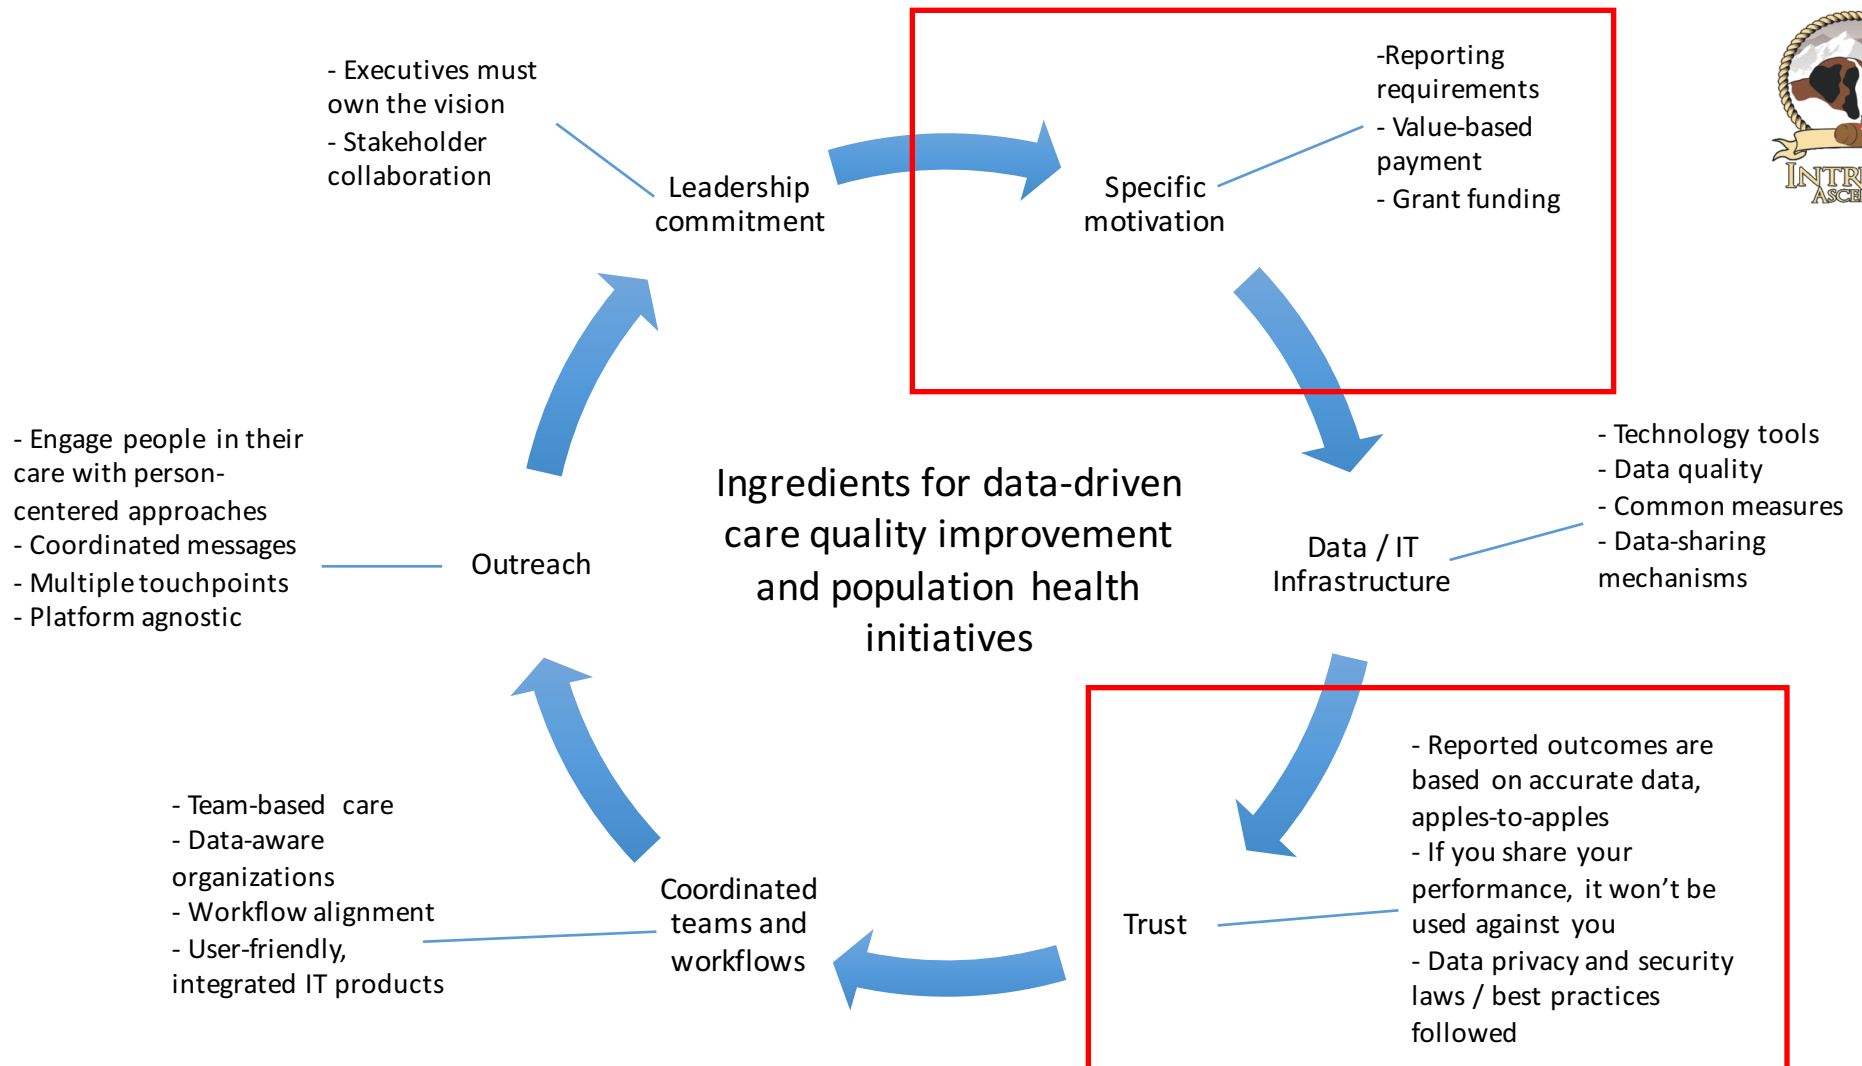 - Executives must
own the vision
- Stakeholder
collaboration
Leadership
commitment
Specific
motivation
-Reporting
requirements
- Value-based
payment
- Grant funding
- Engage people in their
care with person-
centered approaches
- Coordinated messages
- Multiple touchpoints
- Platform agnostic
Outreach
Ingredients for data-driven
care quality improvement
and population health
initiatives
Data / IT
Infrastructure
- Technology tools
- Data quality
- Common measures
- Data-sharing
mechanisms
- Team-based care
- Data-aware
organizations
- Workflow alignment
- User-friendly,
integrated IT products
Coordinated
teams and
workflows
Trust
- Reported outcomes are
based on accurate data,
apples-to-apples
- If you share your
performance, it won’t be
used against you
- Data privacy and security
laws / best practices
followed